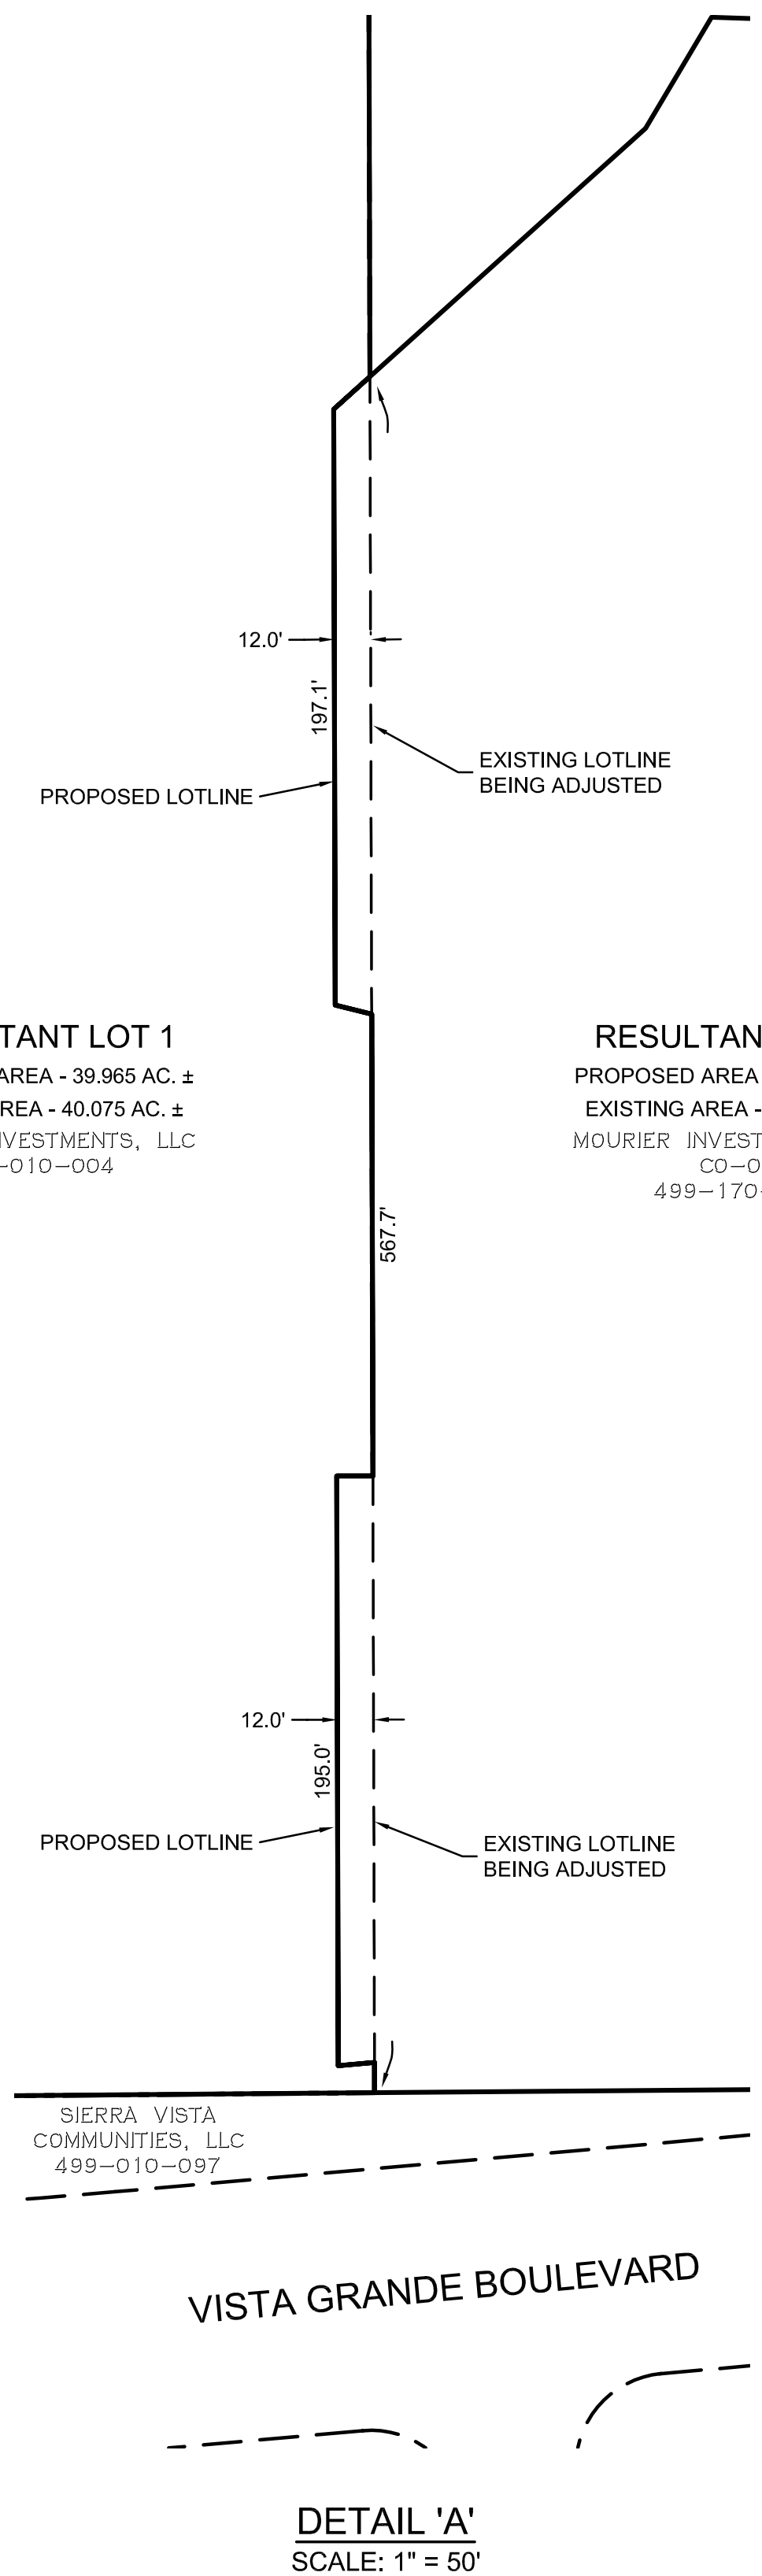 12.0'
197.1'
EXISTING LOTLINE
BEING ADJUSTED
PROPOSED LOTLINE
TANT LOT 1
AREA - 39.965 AC. ±
REA - 40.075 AC. ±
NVESTMENTS, LLC
-010-004
RESULTAN
PROPOSED AREA
EXISTING AREA -
MOURIER INVEST
CO-0
499-170-
567.7'
12.0'
195.0'
PROPOSED LOTLINE
EXISTING LOTLINE
BEING ADJUSTED
SIERRA VISTA
COMMUNITIES, LLC
499-010-097
VISTA GRANDE BOULEVARD
DETAIL 'A'
SCALE: 1" = 50'